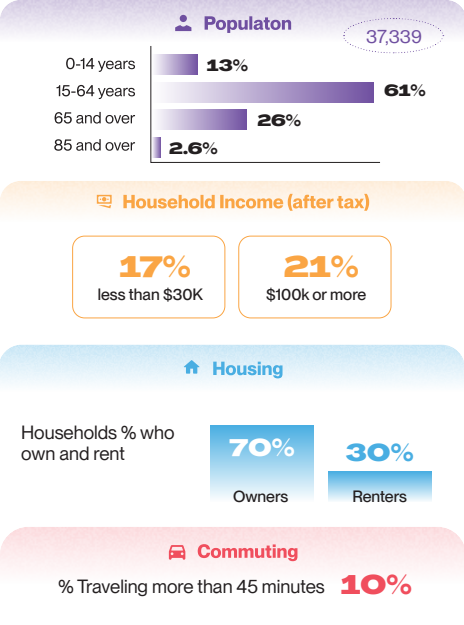 Populaton
37,339
0-14 years 13%
15-64 years 61%
65 and over 26%
85 and over 2.6%
Household Income (after tax)
17% 21%
less than $30K $100k or more
Housing
Households % who
own and rent
70% 30%
Owners Renters
Commuting
% Traveling more than 45 minutes 10%